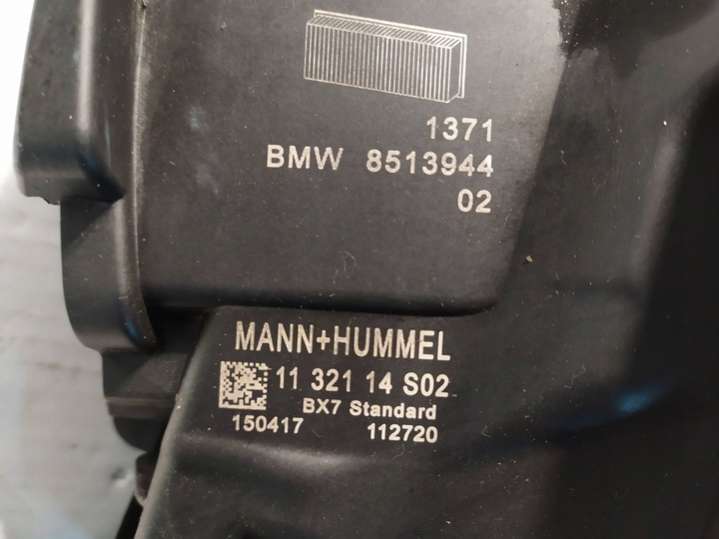 1371
BMW 8513944
02
MANN+HUMMEL
11 321 14 S02
BX7 Standard
150417 112720